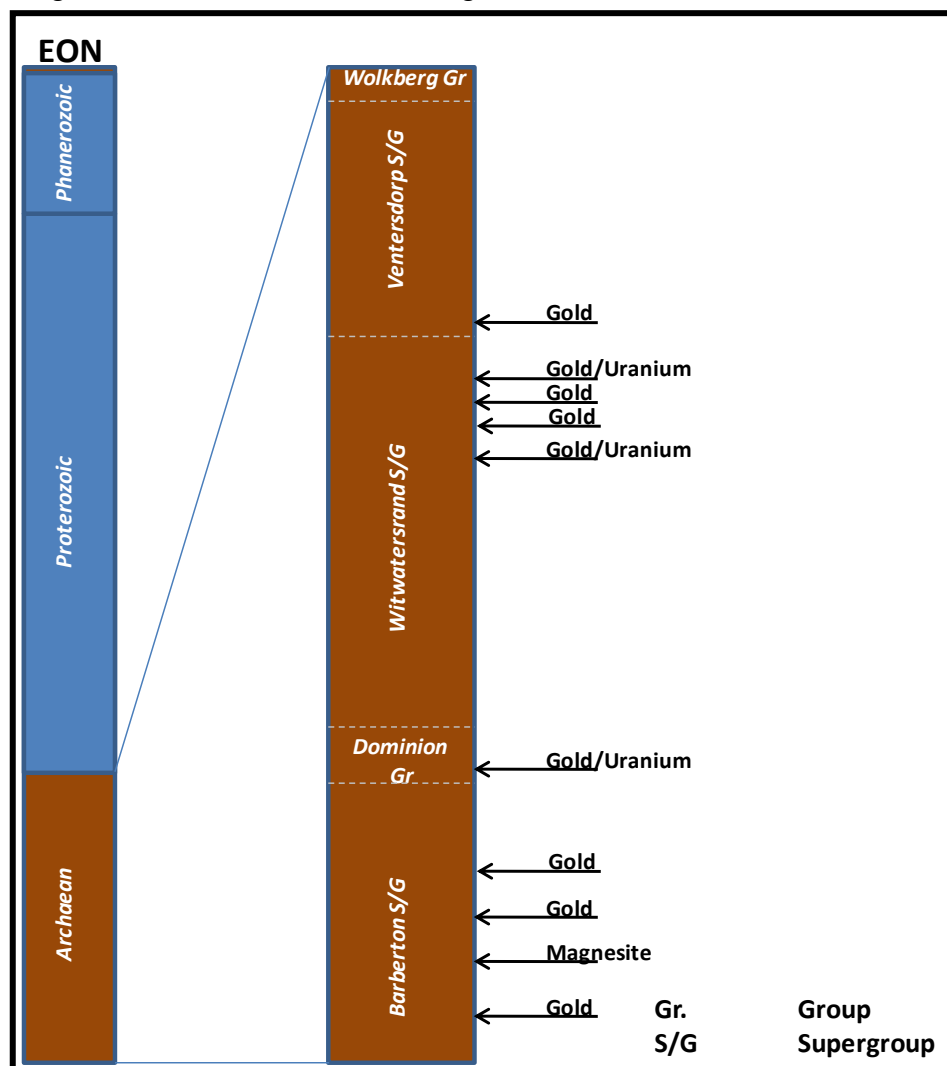 EON
Phanerozoic
Proterozoic
Archaean
Wolkberg Gr
Ventersdorp S/G
Witwatersrand S/G
Dominion
Gr
Barberton S/G
Gold
Gold/Uranium
Gold
Gold
Gold/Uranium
Gold/Uranium
Gold
Gold
Magnesite
Gold
Gr. Group
S/G Supergroup